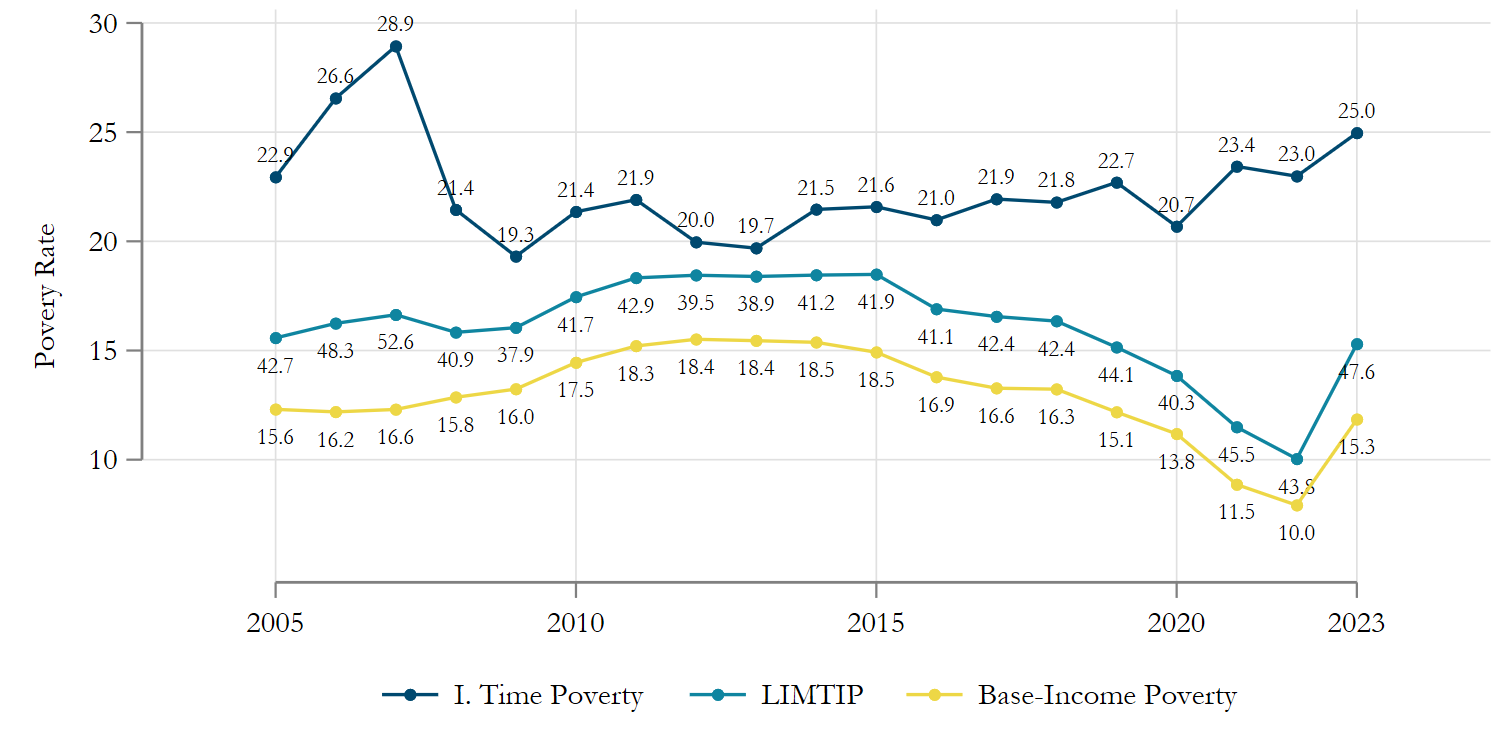 30
25
20
15
10
Povery Rate
22.9 26.6 28.9 21.4 19.3 21.4 21.9 20.0 19.7 21.5 21.6 21.0 21.9 21.8 22.7 20.7 23.4 23.0 25.0
42.7 48.3 52.6 40.9 37.9 41.7 42.9 39.5 38.9 41.2 41.9 41.1 42.4 42.4 44.1 40.3 45.5 43.8 47.6
15.6 16.2 16.6 15.8 16.0 17.5 18.3 18.4 18.4 18.5 18.5 16.9 16.6 16.3 15.1 13.8 11.5 10.0 15.3
2005 2010 2015 2020 2023
I. Time Poverty LIMTIP Base-Income Poverty